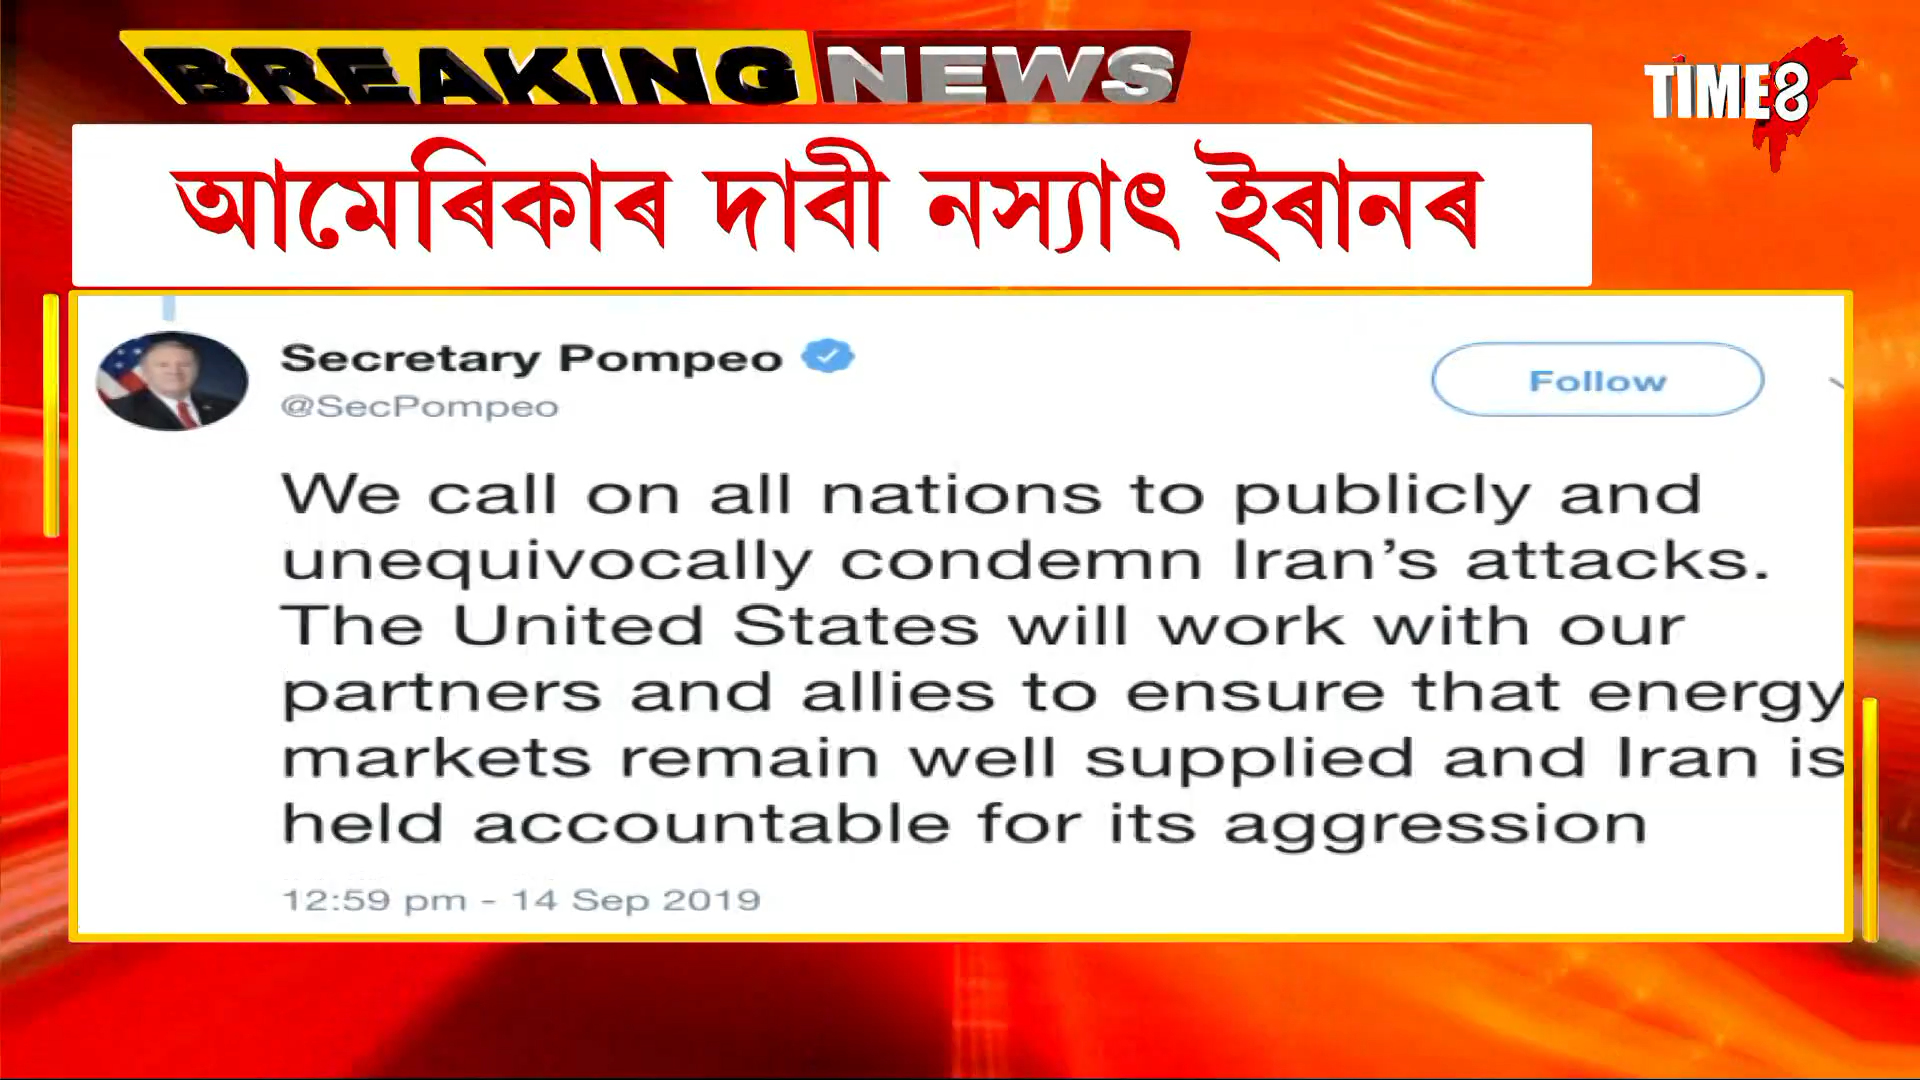 BREAKING NEWS
TIME8
আমেৰিকাৰ দাবী নস্যাৎ ইৰানৰ
Secretary Pompeo
@SecPompeo
Follow
We call on all nations to publicly and
unequivocally condemn Iran’s attacks.
The United States will work with our
partners and allies to ensure that energy
markets remain well supplied and Iran is
held accountable for its aggression
12:59 pm - 14 Sep 2019